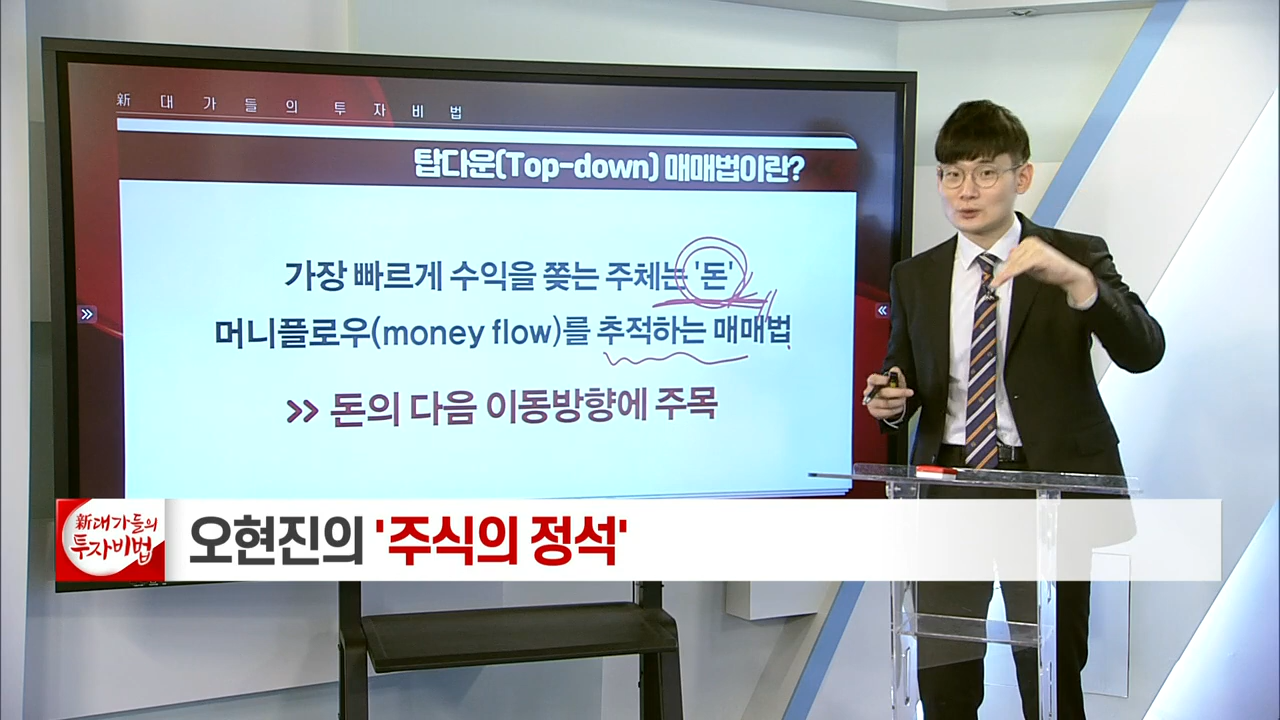 新대가들의투자비법
탑다운(Top-down) 매매법이란?
가장 빠르게 수익을 쫓는 주체는 '돈'
머니플로우(money flow)를 추적하는 매매법
>> 돈의 다음 이동방향에 주목
新대가들의
투자비법
오현진의 '주식의 정석'